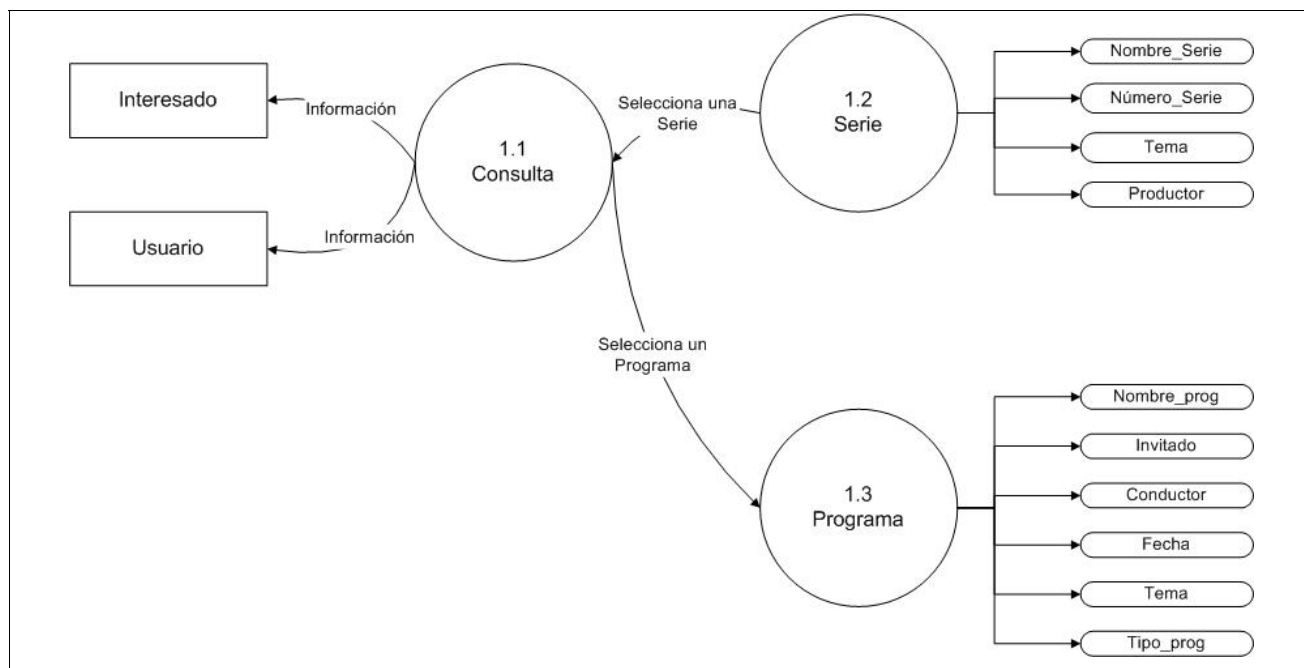 Interesado
Información
Usuario
Información
1.1
Consulta
Selecciona una
Serie
1.2
Serie
Nombre_Serie
Número_Serie
Tema
Productor
Selecciona un
Programa
1.3
Programa
Nombre_prog
Invitado
Conductor
Fecha
Tema
Tipo_prog